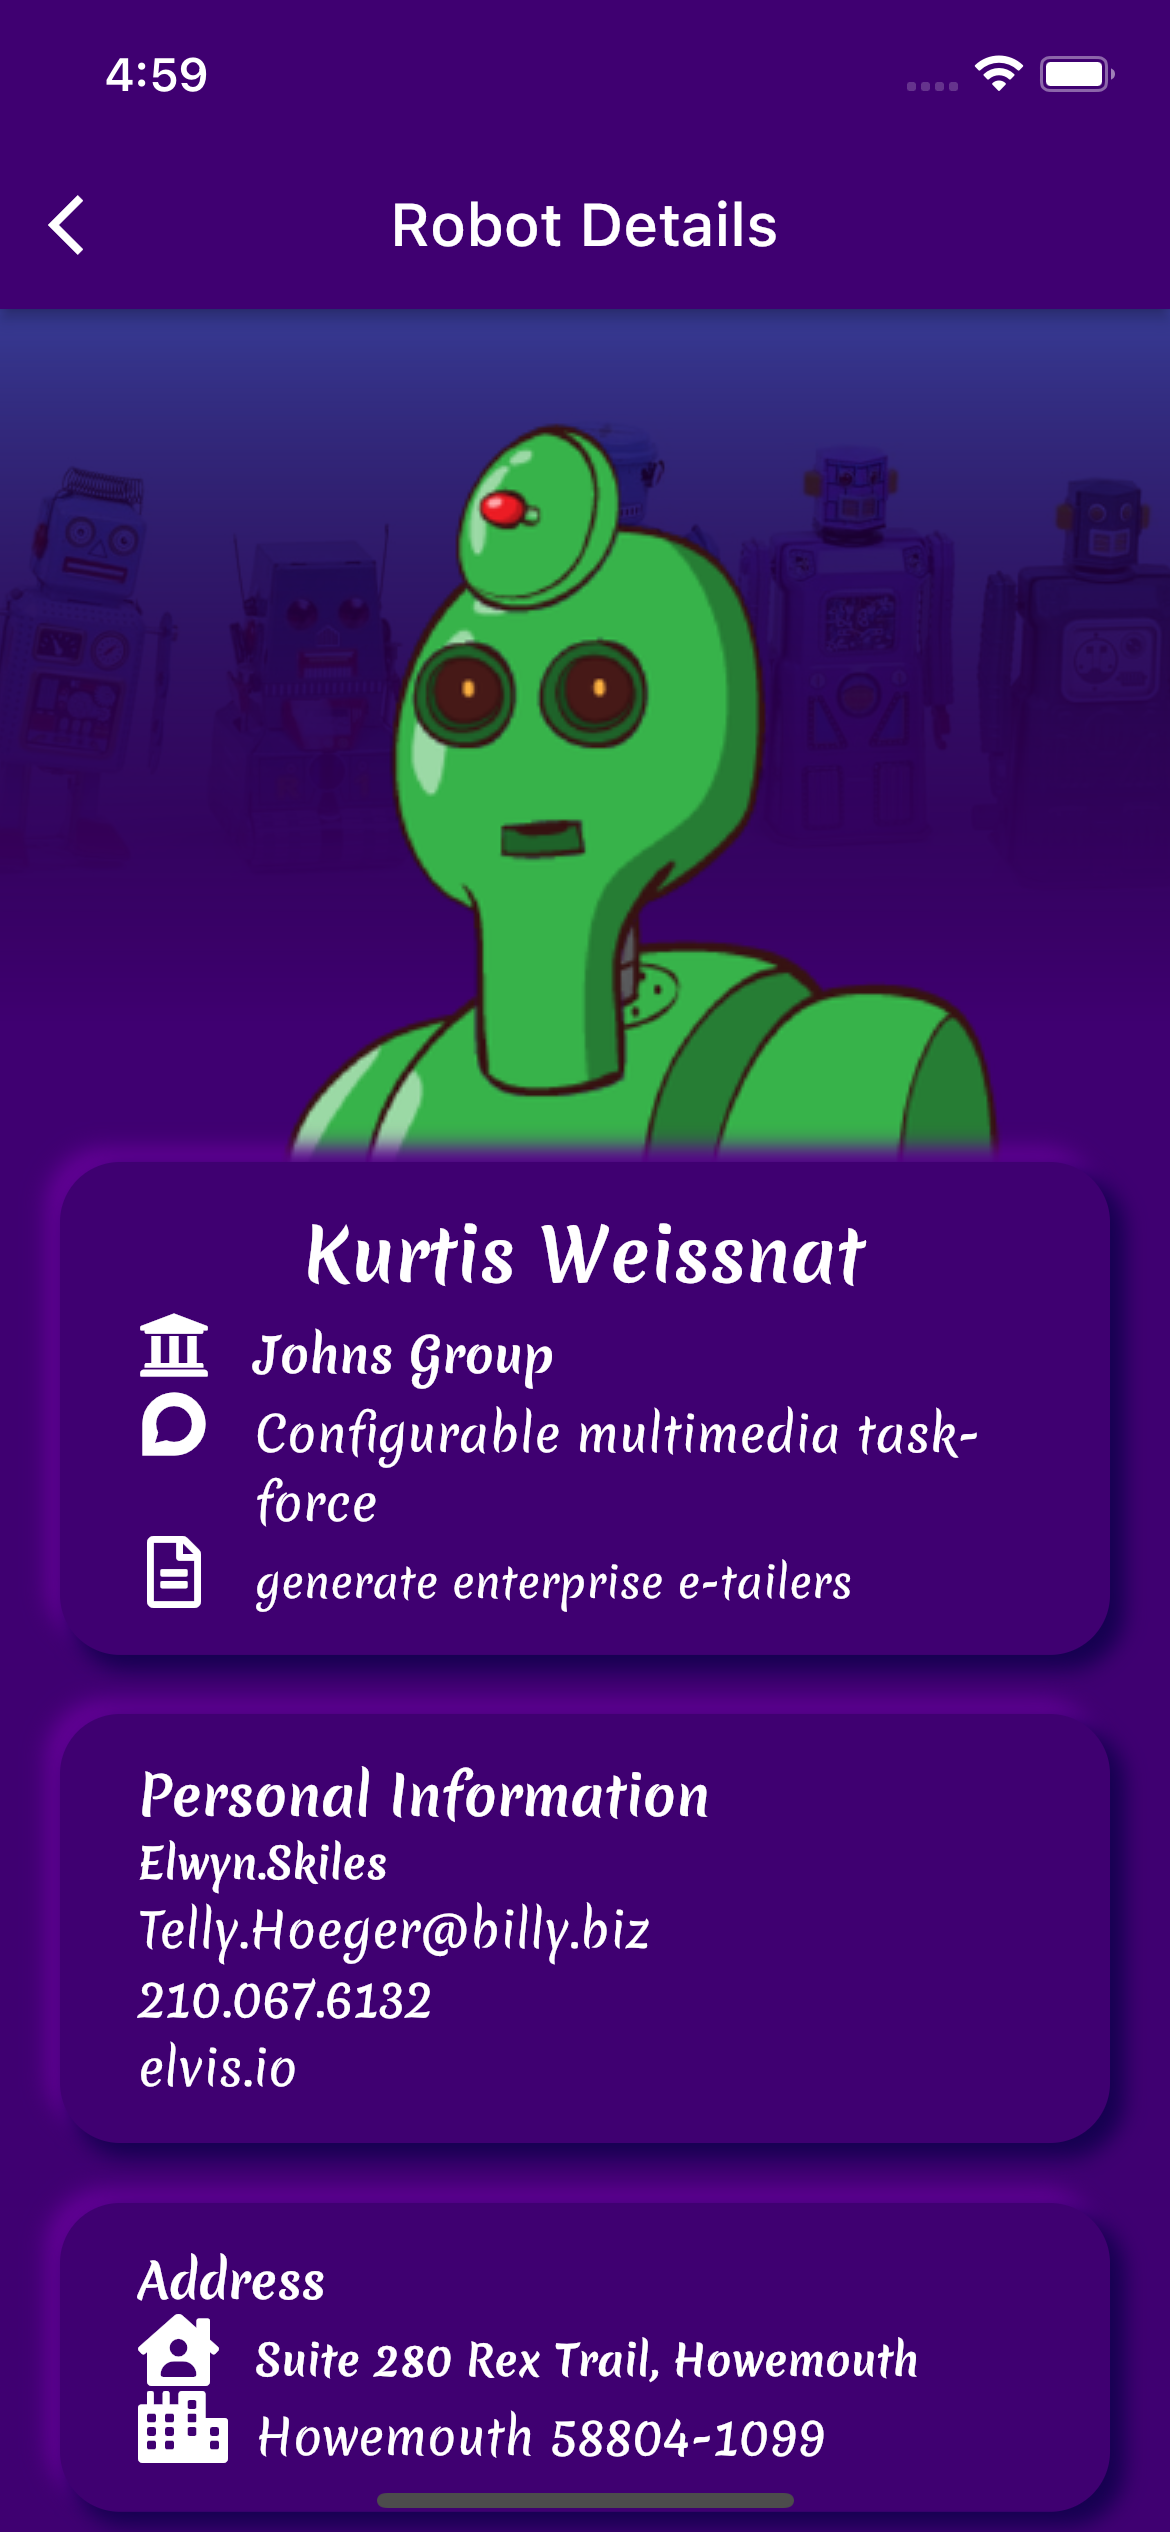 4:59
Robot Details
Kurtis Weissnat
Johns Group
Configurable multimedia task-
force
generate enterprise e-tailers
Personal Information
Elwyn.Skiles
Telly.Hoeger@billy.biz
210.067.6132
elvis.io
Address
Suite 280 Rex Trail, Howemouth
Howemouth 58804-1099